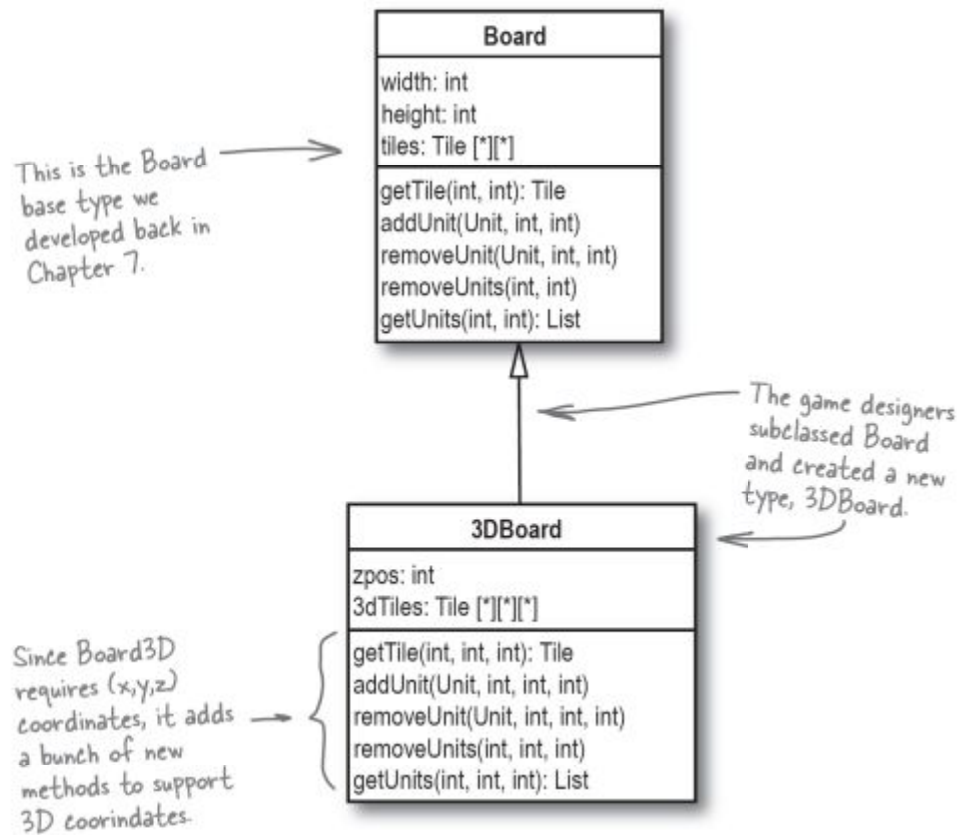 Board
width: int
height: int
tiles: Tile [*][*]
getTile(int, int): Tile
addUnit(Unit, int, int)
removeUnit(Unit, int, int)
removeUnits(int, int)
getUnits(int, int): List
This is the Board
base type we
developed back in
Chapter 7.
The game designers
subclassed Board
and created a new
type, 3DBoard.
3DBoard
zpos: int
3dTiles: Tile [*][*][*]
getTile(int, int, int): Tile
addUnit(Unit, int, int, int)
removeUnit(Unit, int, int, int)
removeUnits(int, int, int)
getUnits(int, int, int): List
Since Board3D
requires (x,y,z)
coordinates, it adds
a bunch of new
methods to support
3D coorindates.